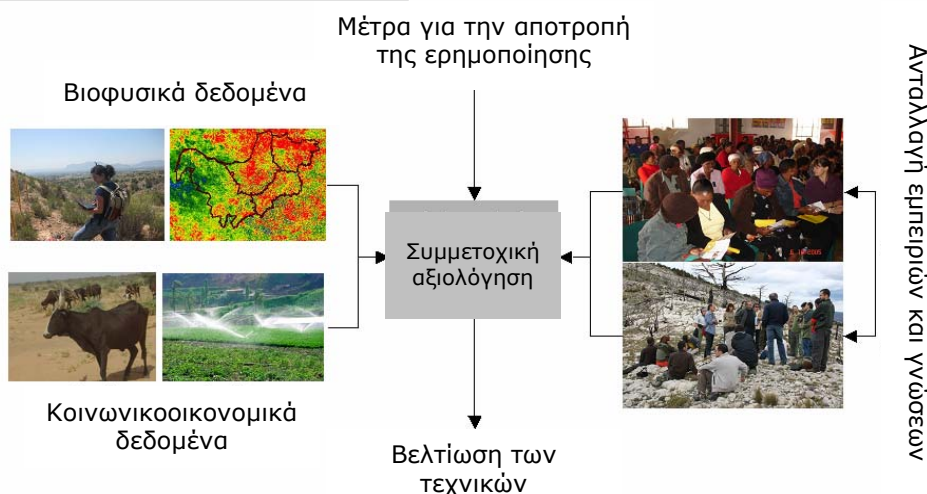 Μέτρα για την αποτροπή
της ερημοποίησης
Βιοφυσικά δεδομένα
Συμμετοχική
αξιολόγηση
Κοινωνικοοικονομικά
δεδομένα
Βελτίωση των
τεχνικών
Ανταλλαγή εμπειριών και γνώσεων